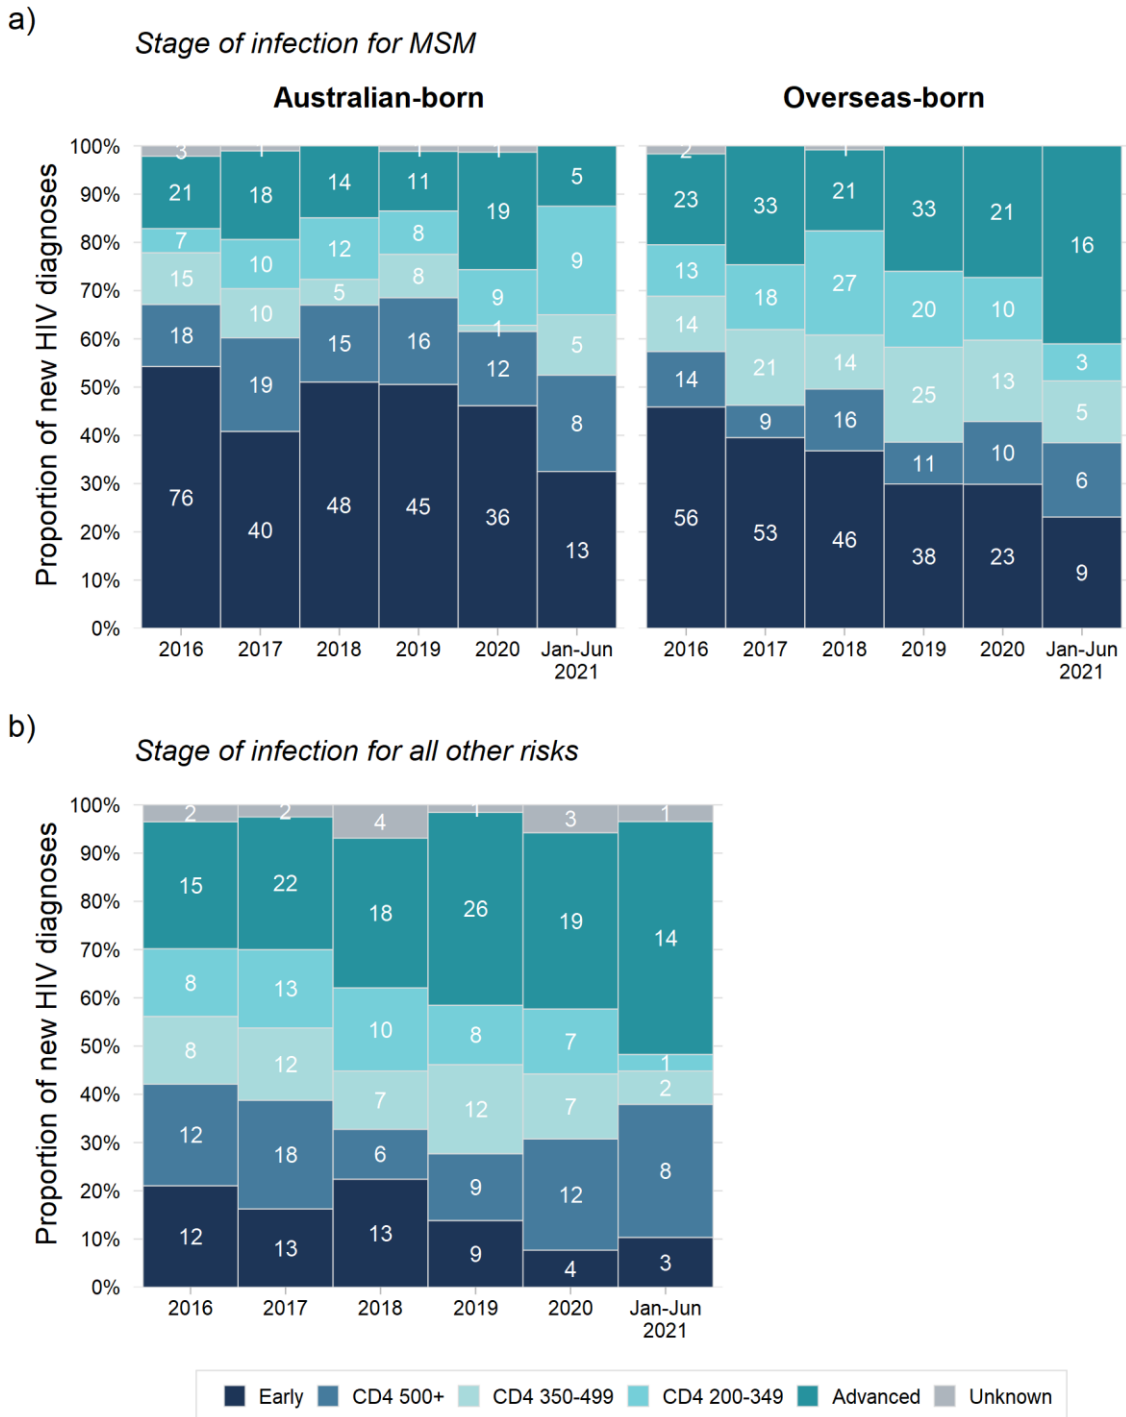 a)
Stage of infection for MSM
Australian-born
Overseas-born
Proportion of new HIV diagnoses
100%
90%
80%
70%
60%
50%
40%
30%
20%
10%
0%
3 1 1 1
21 18 14 11 19 5
7 10 12 8 9 9
15 10 5 8 1 5
18 19 15 16 12 8
76 40 48 45 36 13
2016 2017 2018 2019 2020 Jan-Jun
2021
2 1
23 33 21 33 21 16
13 18 27 20 10 3
14 21 14 25 13 5
14 9 16 11 10 6
56 53 46 38 23 9
2016 2017 2018 2019 2020 Jan-Jun
2021
b)
Stage of infection for all other risks
Proportion of new HIV diagnoses
100%
90%
80%
70%
60%
50%
40%
30%
20%
10%
0%
2 2 4 1 3 1
15 22 18 26 19 14
8 13 10 8 7 1
8 12 7 12 7 2
12 18 6 9 12 8
12 13 13 9 4 3
2016 2017 2018 2019 2020 Jan-Jun
2021
Early CD4 500+ CD4 350-499 CD4 200-349 Advanced Unknown